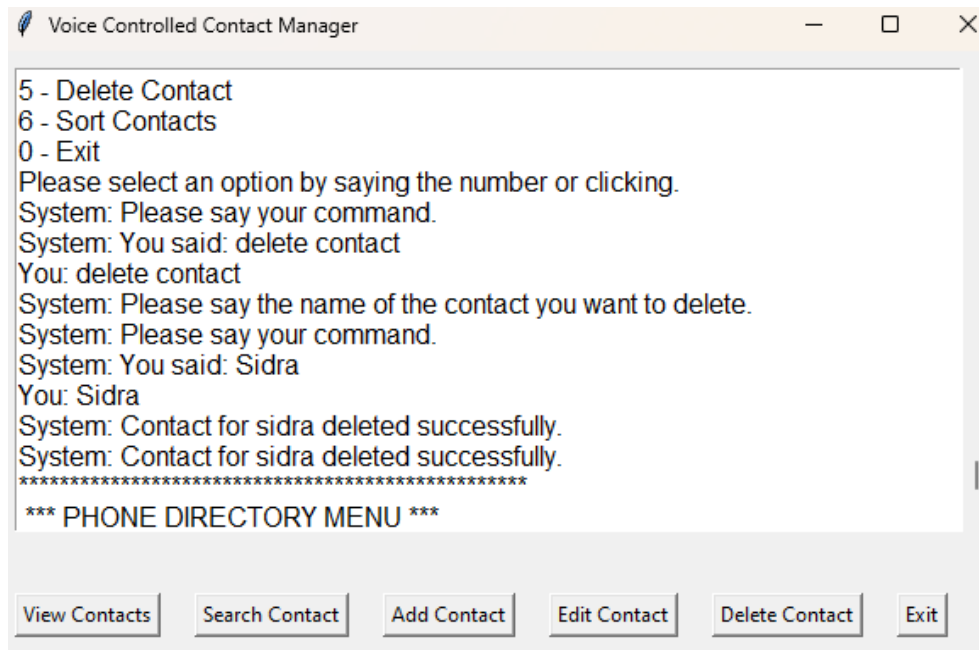 Voice Controlled Contact Manager
5 - Delete Contact
6 - Sort Contacts
0 - Exit
Please select an option by saying the number or clicking.
System: Please say your command.
System: You said: delete contact
You: delete contact
System: Please say the name of the contact you want to delete.
System: Please say your command.
System: You said: Sidra
You: Sidra
System: Contact for sidra deleted successfully.
System: Contact for sidra deleted successfully.
**************************************************
*** PHONE DIRECTORY MENU ***
View Contacts Search Contact Add Contact Edit Contact Delete Contact Exit